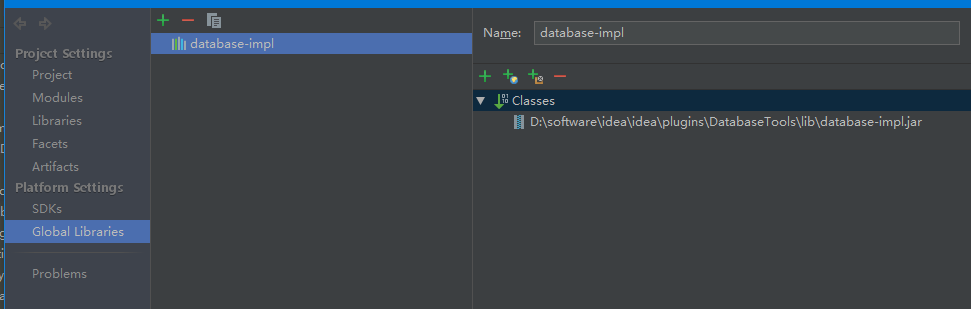 Project Settings
Project
Modules
Libraries
Facets
Artifacts
Platform Settings
SDKs
Global Libraries
Problems
database-impl
Name: database-impl
Classes
D:\software\idea\idea\plugins\DatabaseTools\lib\database-impl.jar